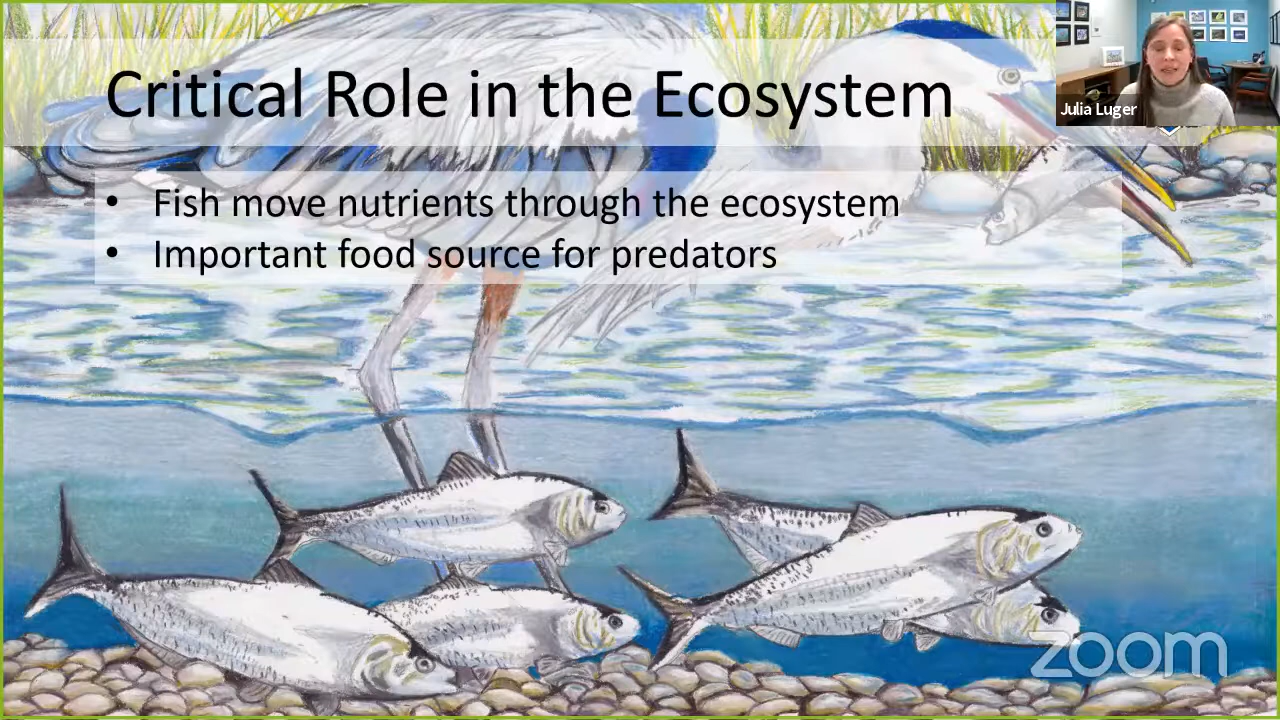 Critical Role in the Ecosystem
Julia Luger
• Fish move nutrients through the ecosystem
• Important food source for predators
zoom